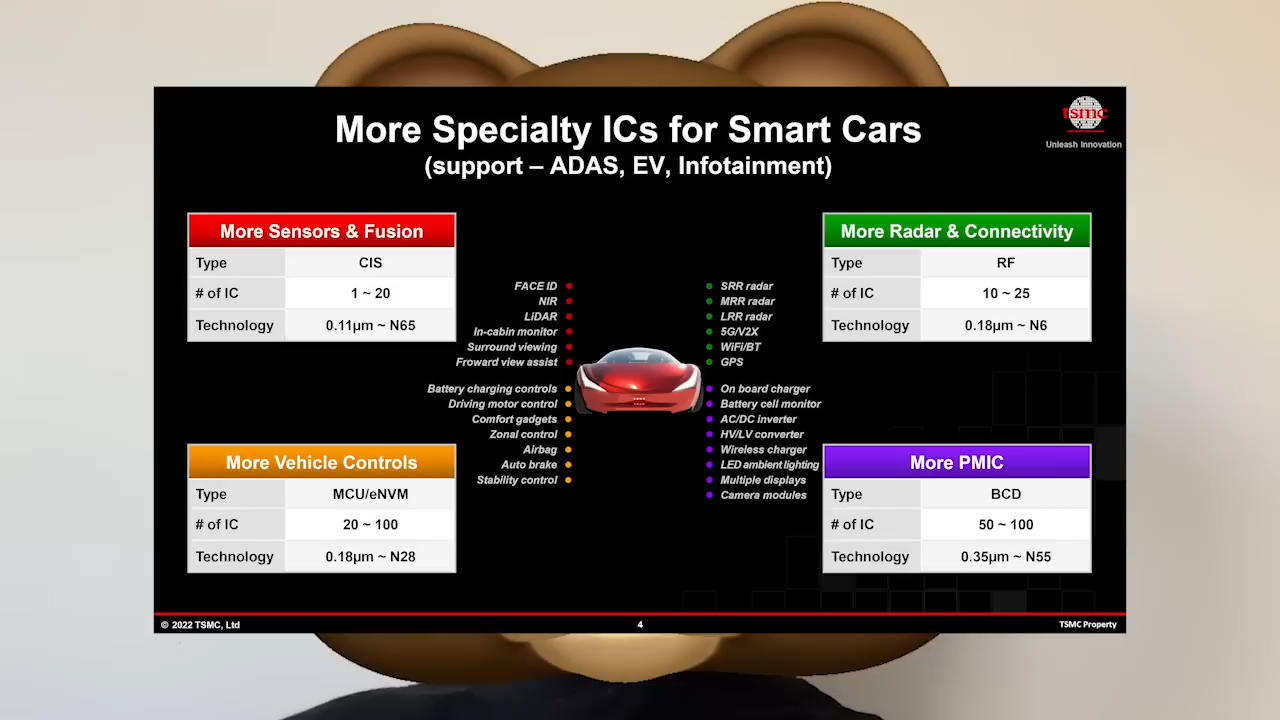 More Specialty ICs for Smart Cars
(support – ADAS, EV, Infotainment)
tsmc
Unleash Innovation
More Sensors & Fusion
Type CIS
# of IC 1 ~ 20
Technology 0.11µm ~ N65
FACE ID
NIR
LiDAR
In-cabin monitor
Surround viewing
Froward view assist
SRR radar
MRR radar
LRR radar
5G/V2X
WiFi/BT
GPS
More Radar & Connectivity
Type RF
# of IC 10 ~ 25
Technology 0.18µm ~ N6
More Vehicle Controls
Type MCU/eNVM
# of IC 20 ~ 100
Technology 0.18µm ~ N28
Battery charging controls
Driving motor control
Comfort gadgets
Zonal control
Airbag
Auto brake
Stability control
On board charger
Battery cell monitor
AC/DC inverter
HV/LV converter
Wireless charger
LED ambient lighting
Multiple displays
Camera modules
More PMIC
Type BCD
# of IC 50 ~ 100
Technology 0.35µm ~ N55
© 2022 TSMC, Ltd
4
TSMC Property